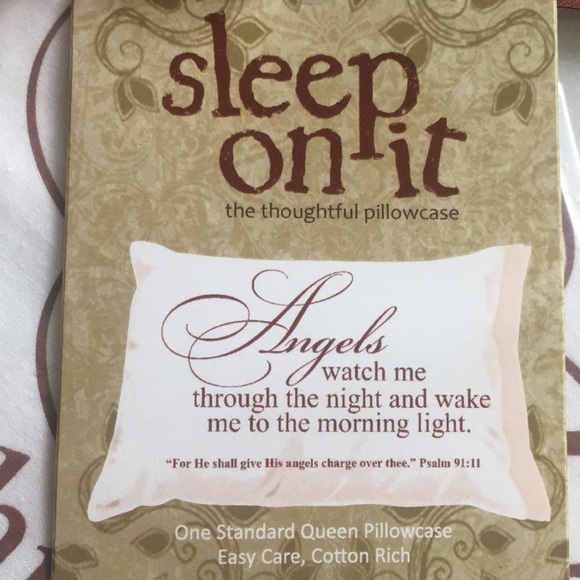 sleep
on it
the thoughtful pillowcase
Angels
watch me
through the night and wake
me to the morning light.
“For He shall give His angels charge over thee.” Psalm 91:11
One Standard Queen Pillowcase
Easy Care, Cotton Rich